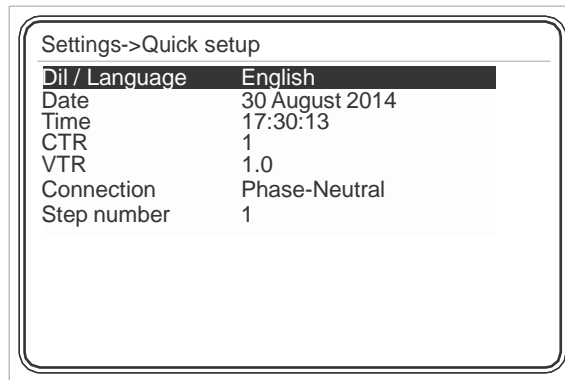 Settings->Quick setup
Dil / Language English
Date 30 August 2014
Time 17:30:13
CTR 1
VTR 1.0
Connection Phase-Neutral
Step number 1